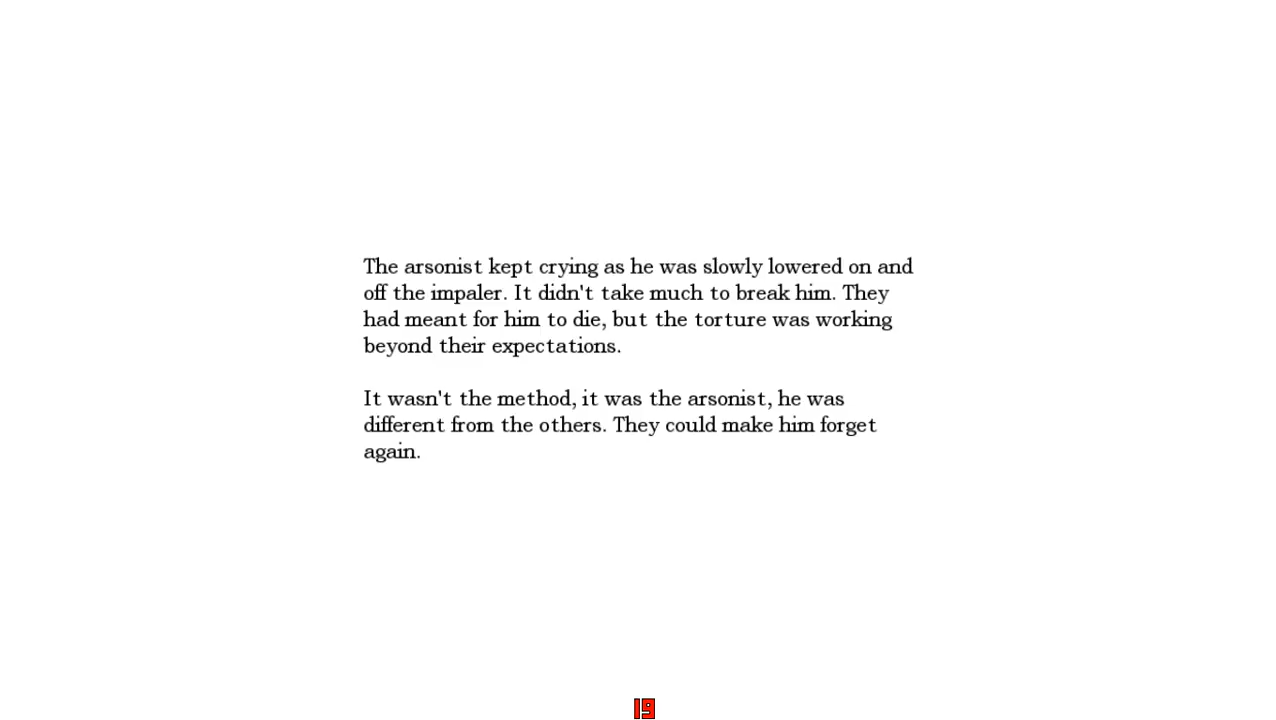 The arsonist kept crying as he was slowly lowered on and
off the impaler. It didn't take much to break him. They
had meant for him to die, but the torture was working
beyond their expectations.
It wasn't the method, it was the arsonist, he was
different from the others. They could make him forget
again.
19